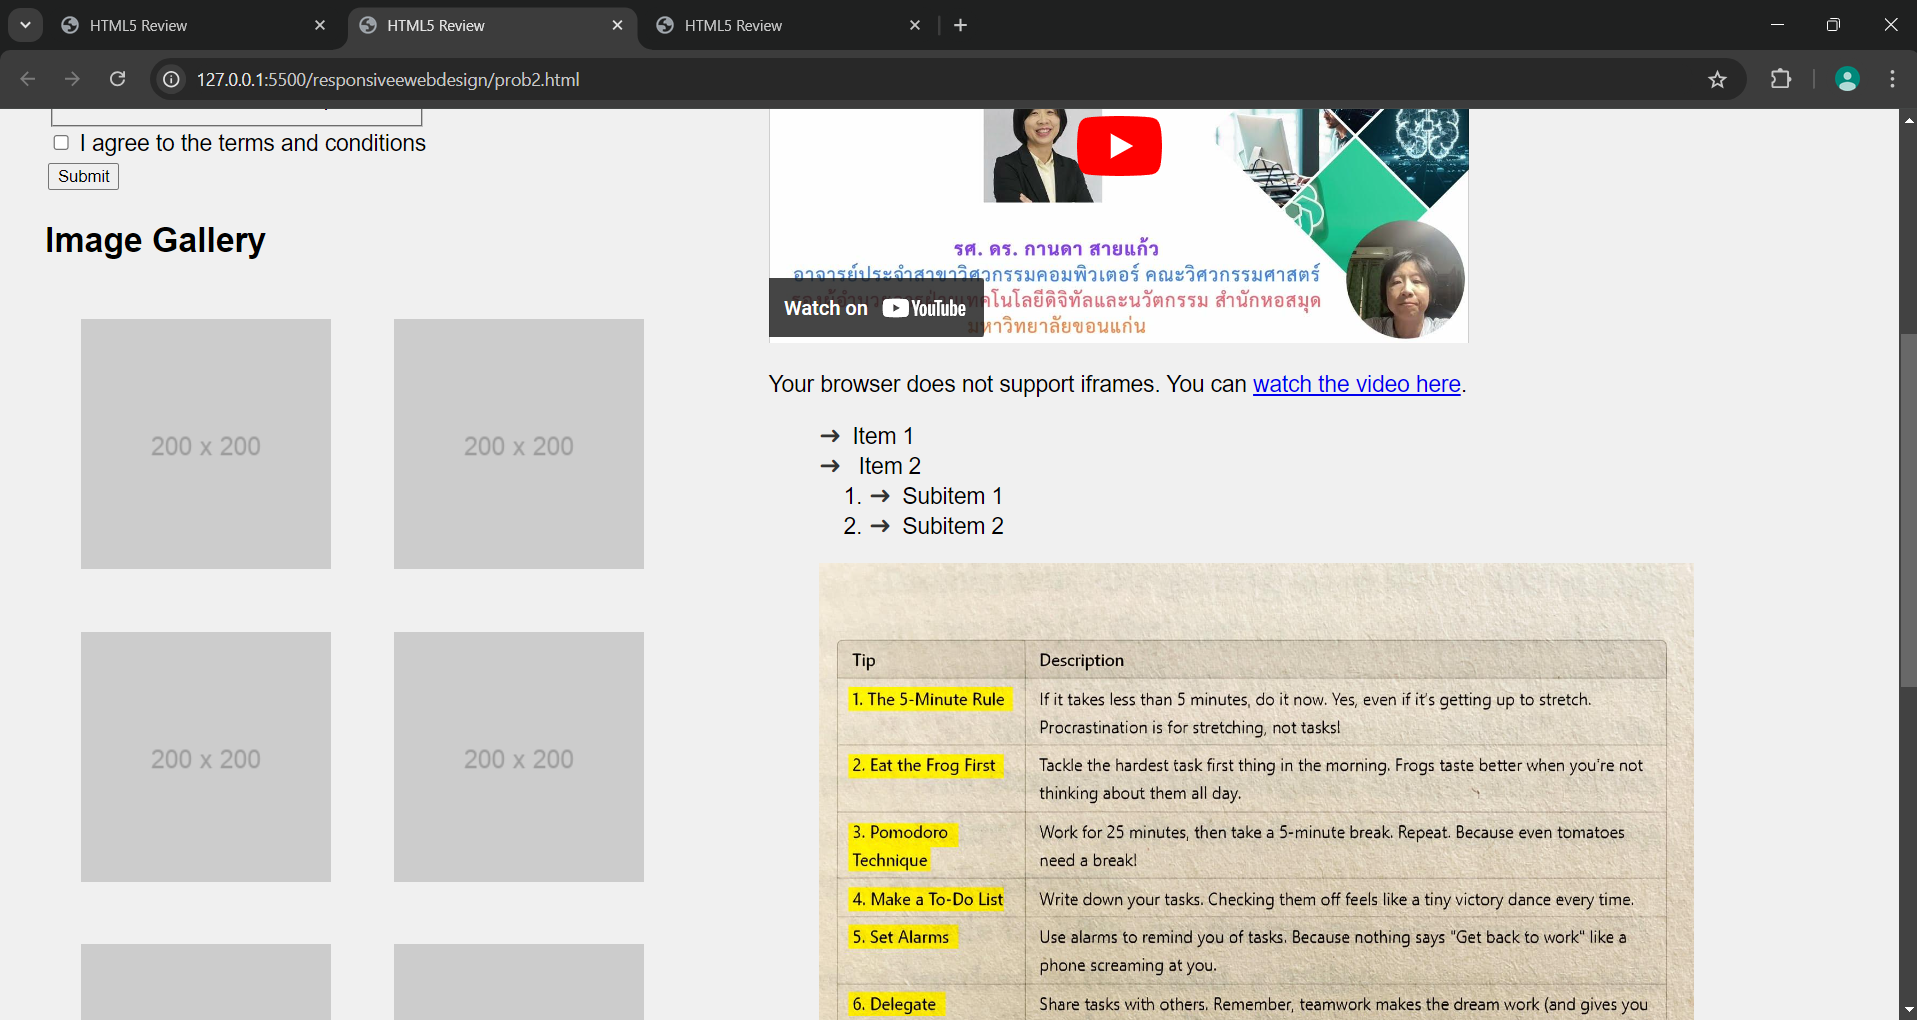 HTML5 Review
HTML5 Review
HTML5 Review
127.0.0.1:5500/responsiveewebdesign/prob2.html
I agree to the terms and conditions
Submit
Image Gallery
200 x 200
200 x 200
200 x 200
200 x 200
รศ. ดร. กานดา สายแก้ว
อาจารย์ประจำสาขาวิศวกรรมคอมพิวเตอร์ คณะวิศวกรรมศาสตร์
เทคโนโลยีดิจิทัลและนวัตกรรม สำนักหอสมุด
มหาวิทยาลัยขอนแก่น
Watch on YouTube
Your browser does not support iframes. You can watch the video here.
→ Item 1
→ Item 2
1. → Subitem 1
2. → Subitem 2
Tip Description
1. The 5-Minute Rule If it takes less than 5 minutes, do it now. Yes, even if it's getting up to stretch.
Procrastination is for stretching, not tasks!
2. Eat the Frog First Tackle the hardest task first thing in the morning. Frogs taste better when you're not
thinking about them all day.
3. Pomodoro Work for 25 minutes, then take a 5-minute break. Repeat. Because even tomatoes
Technique need a break!
4. Make a To-Do List Write down your tasks. Checking them off feels like a tiny victory dance every time.
5. Set Alarms Use alarms to remind you of tasks. Because nothing says "Get back to work" like a
phone screaming at you.
6. Delegate Share tasks with others. Remember, teamwork makes the dream work (and gives you